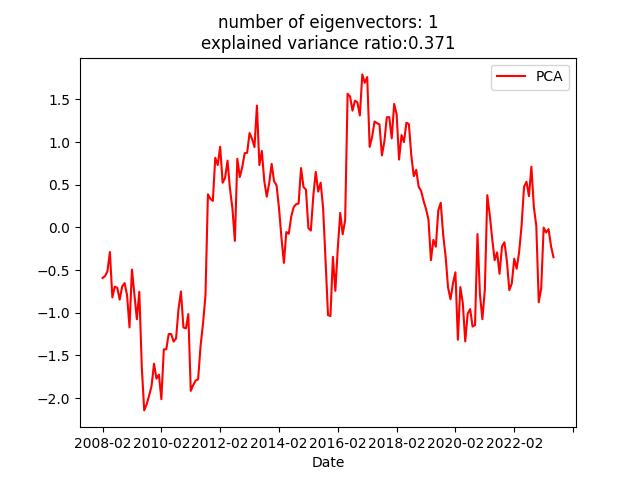 number of eigenvectors: 1
explained variance ratio:0.371
PCA
1.5
1.0
0.5
0.0
−0.5
−1.0
−1.5
−2.0
2008-02 2010-02 2012-02 2014-02 2016-02 2018-02 2020-02 2022-02
Date